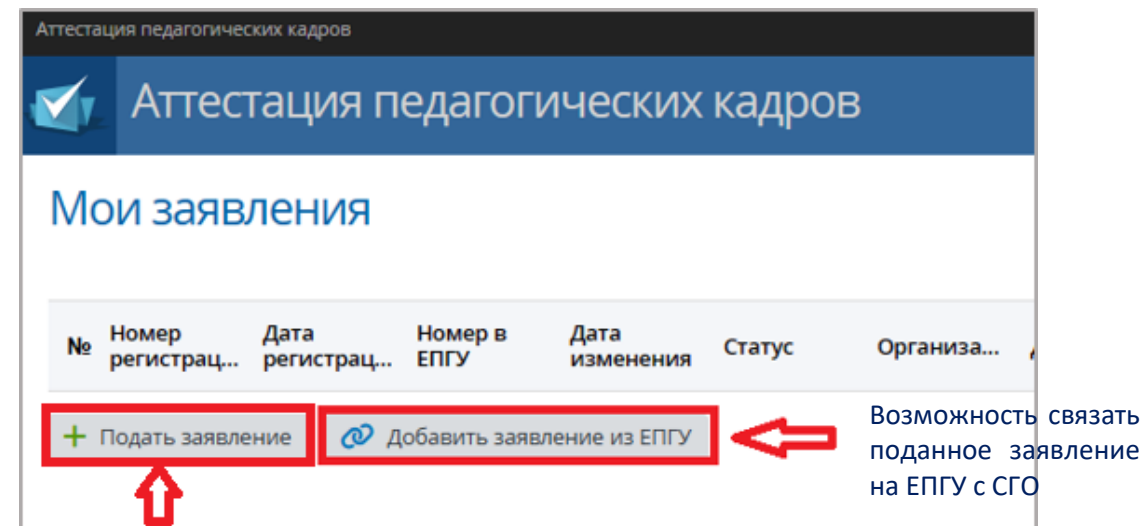 Аттестация педагогических кадров
Аттестация педагогических кадров
Мои заявления
№ Номер регистрац... Дата регистрац... Номер в ЕПГУ Дата изменения Статус Организа...
Подать заявление Добавить заявление из ЕПГУ
Возможность связать
поданное заявление
на ЕПГУ с СГО